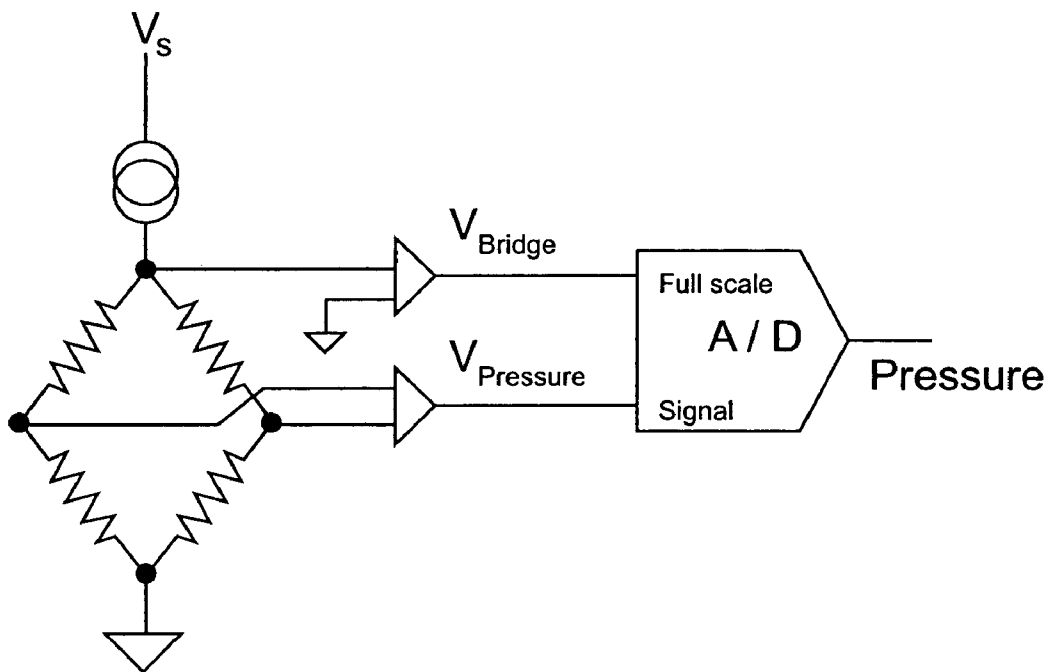 Vs
VBridge
Full scale
A / D
VPressure
Pressure
Signal